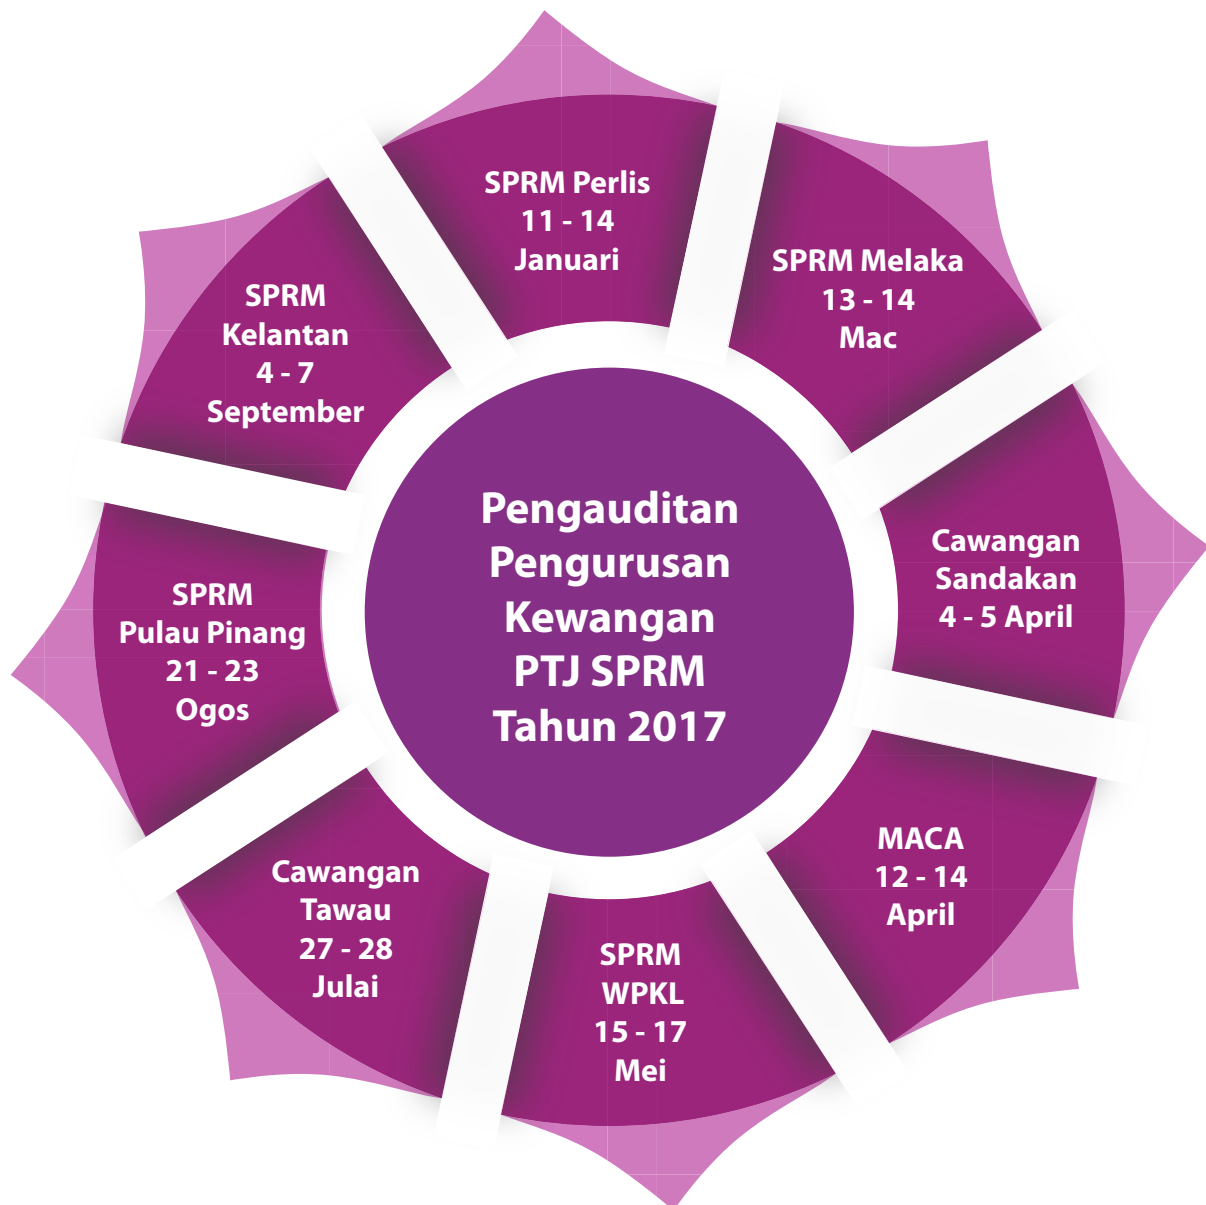 Pengauditan
Pengurusan
Kewangan
PTJ SPRM
Tahun 2017
SPRM Perlis
11 - 14
Januari
SPRM Melaka
13 - 14
Mac
Cawangan
Sandakan
4 - 5 April
MACA
12 - 14
April
SPRM
WPKL
15 - 17
Mei
Cawangan
Tawau
27 - 28
Julai
SPRM
Pulau Pinang
21 - 23
Ogos
SPRM
Kelantan
4 - 7
September